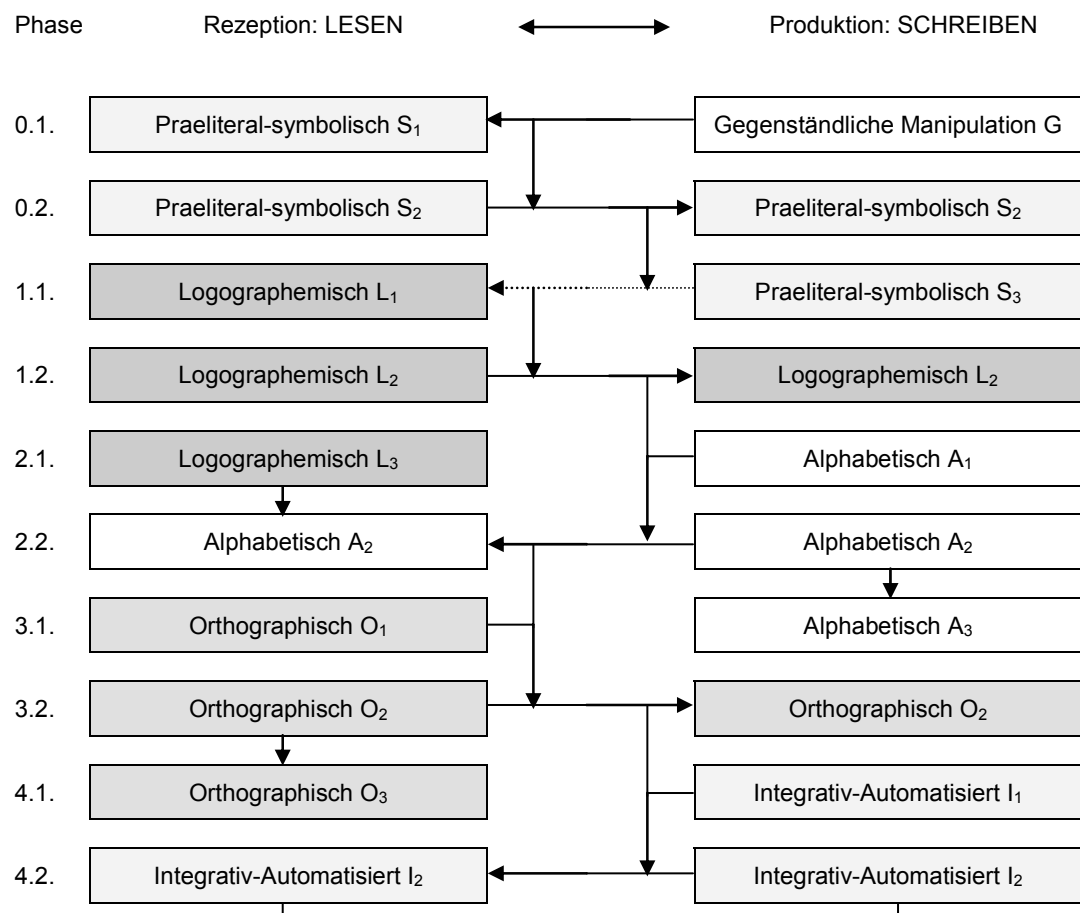 Phase Rezeption: LESEN Produktion: SCHREIBEN
0.1. Praeliteral-symbolisch S₁ Gegenständliche Manipulation G
0.2. Praeliteral-symbolisch S₂ Praeliteral-symbolisch S₂
1.1. Logographemisch L₁ Praeliteral-symbolisch S₃
1.2. Logographemisch L₂ Logographemisch L₂
2.1. Logographemisch L₃ Alphabetisch A₁
2.2. Alphabetisch A₂ Alphabetisch A₂
3.1. Orthographisch O₁ Alphabetisch A₃
3.2. Orthographisch O₂ Orthographisch O₂
4.1. Orthographisch O₃ Integrativ-Automatisiert I₁
4.2. Integrativ-Automatisiert I₂ Integrativ-Automatisiert I₂